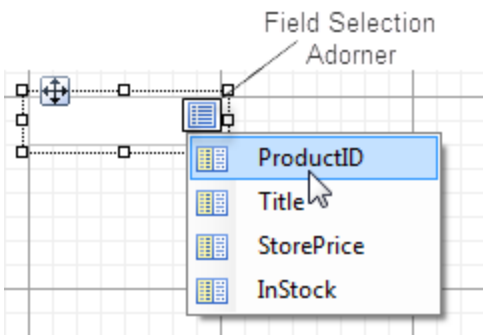 Field Selection
Adorner
ProductID
Title
StorePrice
InStock